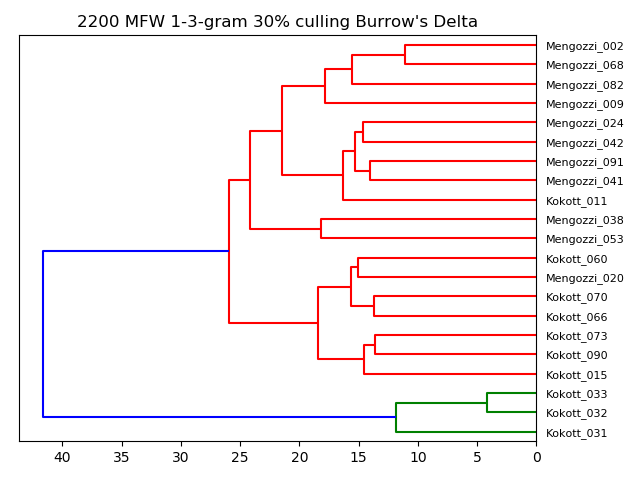 2200 MFW 1-3-gram 30% culling Burrow's Delta
Mengozzi_002
Mengozzi_068
Mengozzi_082
Mengozzi_009
Mengozzi_024
Mengozzi_042
Mengozzi_091
Mengozzi_041
Kokott_011
Mengozzi_038
Mengozzi_053
Kokott_060
Mengozzi_020
Kokott_070
Kokott_066
Kokott_073
Kokott_090
Kokott_015
Kokott_033
Kokott_032
Kokott_031
40 35 30 25 20 15 10 5 0